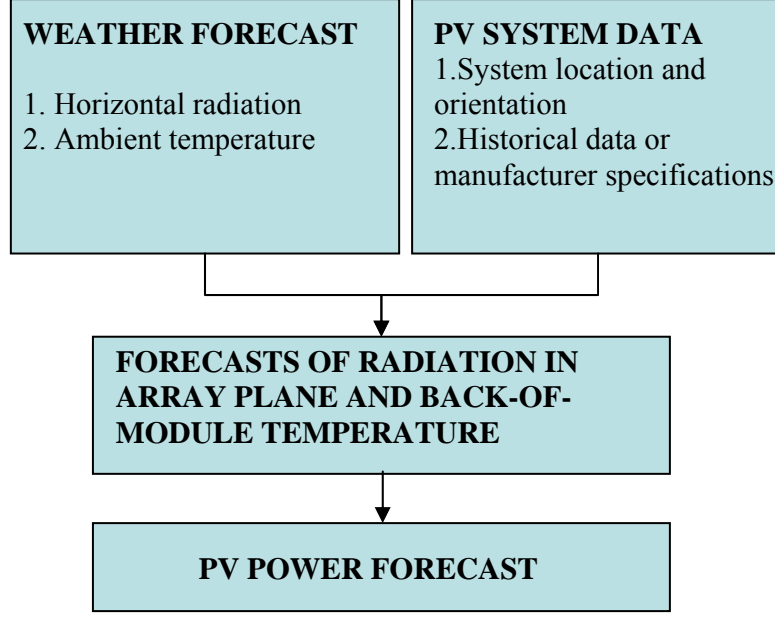 WEATHER FORECAST
1. Horizontal radiation
2. Ambient temperature
PV SYSTEM DATA
1.System location and
orientation
2.Historical data or
manufacturer specifications
FORECASTS OF RADIATION IN
ARRAY PLANE AND BACK-OF-
MODULE TEMPERATURE
PV POWER FORECAST